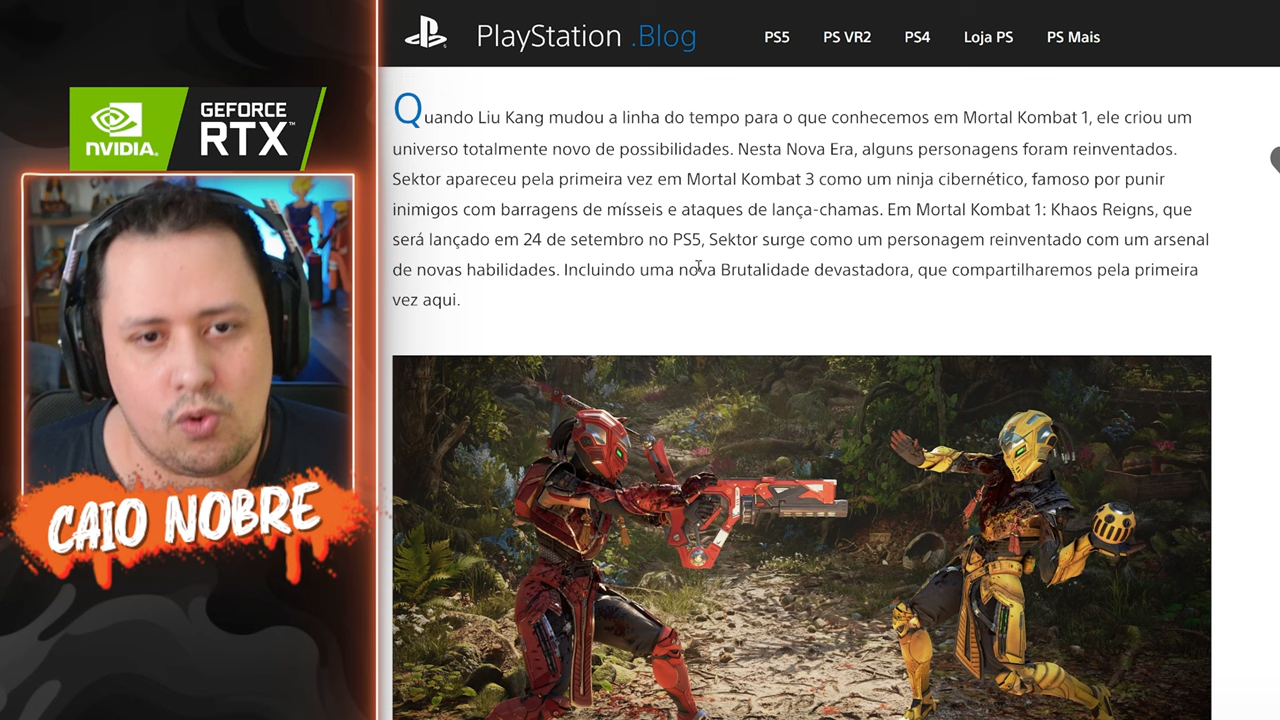 PlayStation .Blog
PS5 PS VR2 PS4 Loja PS PS Mais
NVIDIA.
GEFORCE
RTX™
Quando Liu Kang mudou a linha do tempo para o que conhecemos em Mortal Kombat 1, ele criou um
universo totalmente novo de possibilidades. Nesta Nova Era, alguns personagens foram reinventados.
Sektor apareceu pela primeira vez em Mortal Kombat 3 como um ninja cibernético, famoso por punir
inimigos com barragens de mísseis e ataques de lança-chamas. Em Mortal Kombat 1: Khaos Reigns, que
será lançado em 24 de setembro no PS5, Sektor surge como um personagem reinventado com um arsenal
de novas habilidades. Incluindo uma nova Brutalidade devastadora, que compartilharemos pela primeira
vez aqui.
CAIO NOBRE